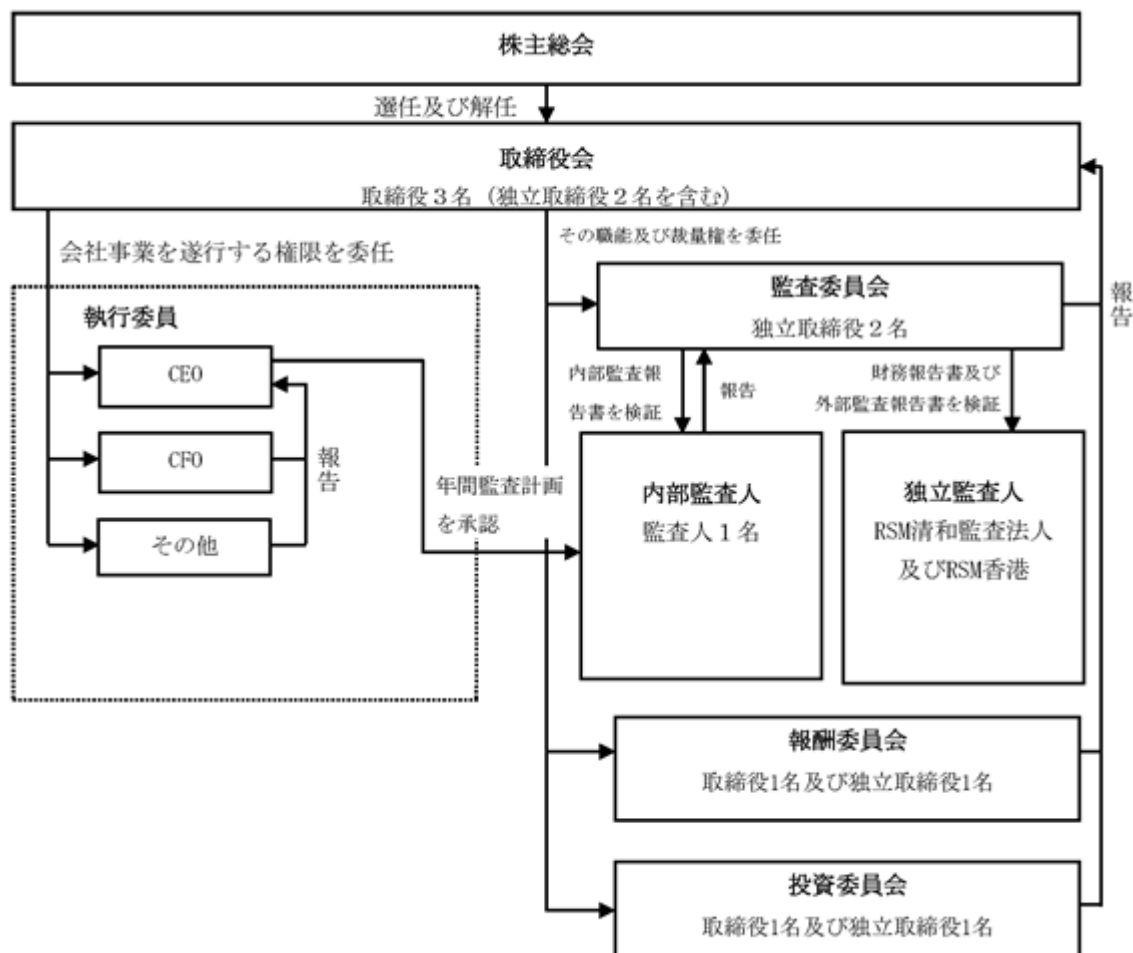 株主総会
選任及び解任
取締役会
取締役3名（独立取締役2名を含む）
会社事業を遂行する権限を委任
その職能及び裁量権を委任
執行委員
CEO
CFO
その他
報告
監査委員会
独立取締役2名
報告
内部監査報
告書を検証
報告
財務報告書及び
外部監査報告書を検証
年間監査計画
を承認
内部監査人
監査人1名
独立監査人
RSM清和監査法人
及びRSM香港
報酬委員会
取締役1名及び独立取締役1名
投資委員会
取締役1名及び独立取締役1名